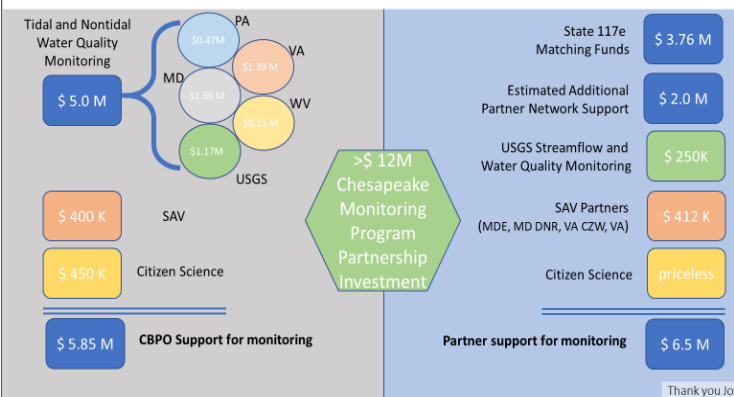 Tidal and Nontidal
Water Quality
Monitoring
$ 5.0 M
PA
$0.47M
VA
$1.39 M
MD
$1.69 M
WV
$0.21 M
$1.17M
USGS
$ 400 K
SAV
$ 450 K
Citizen Science
$ 5.85 M
CBPO Support for monitoring
>$ 12M
Chesapeake
Monitoring
Program
Partnership
Investment
State 117e
Matching Funds
$ 3.76 M
Estimated Additional
Partner Network Support
$ 2.0 M
USGS Streamflow and
Water Quality Monitoring
$ 250K
SAV Partners
(MDE, MD DNR, VA CZW, VA)
$ 412 K
Citizen Science
priceless
Partner support for monitoring
$ 6.5 M
Thank you Jo